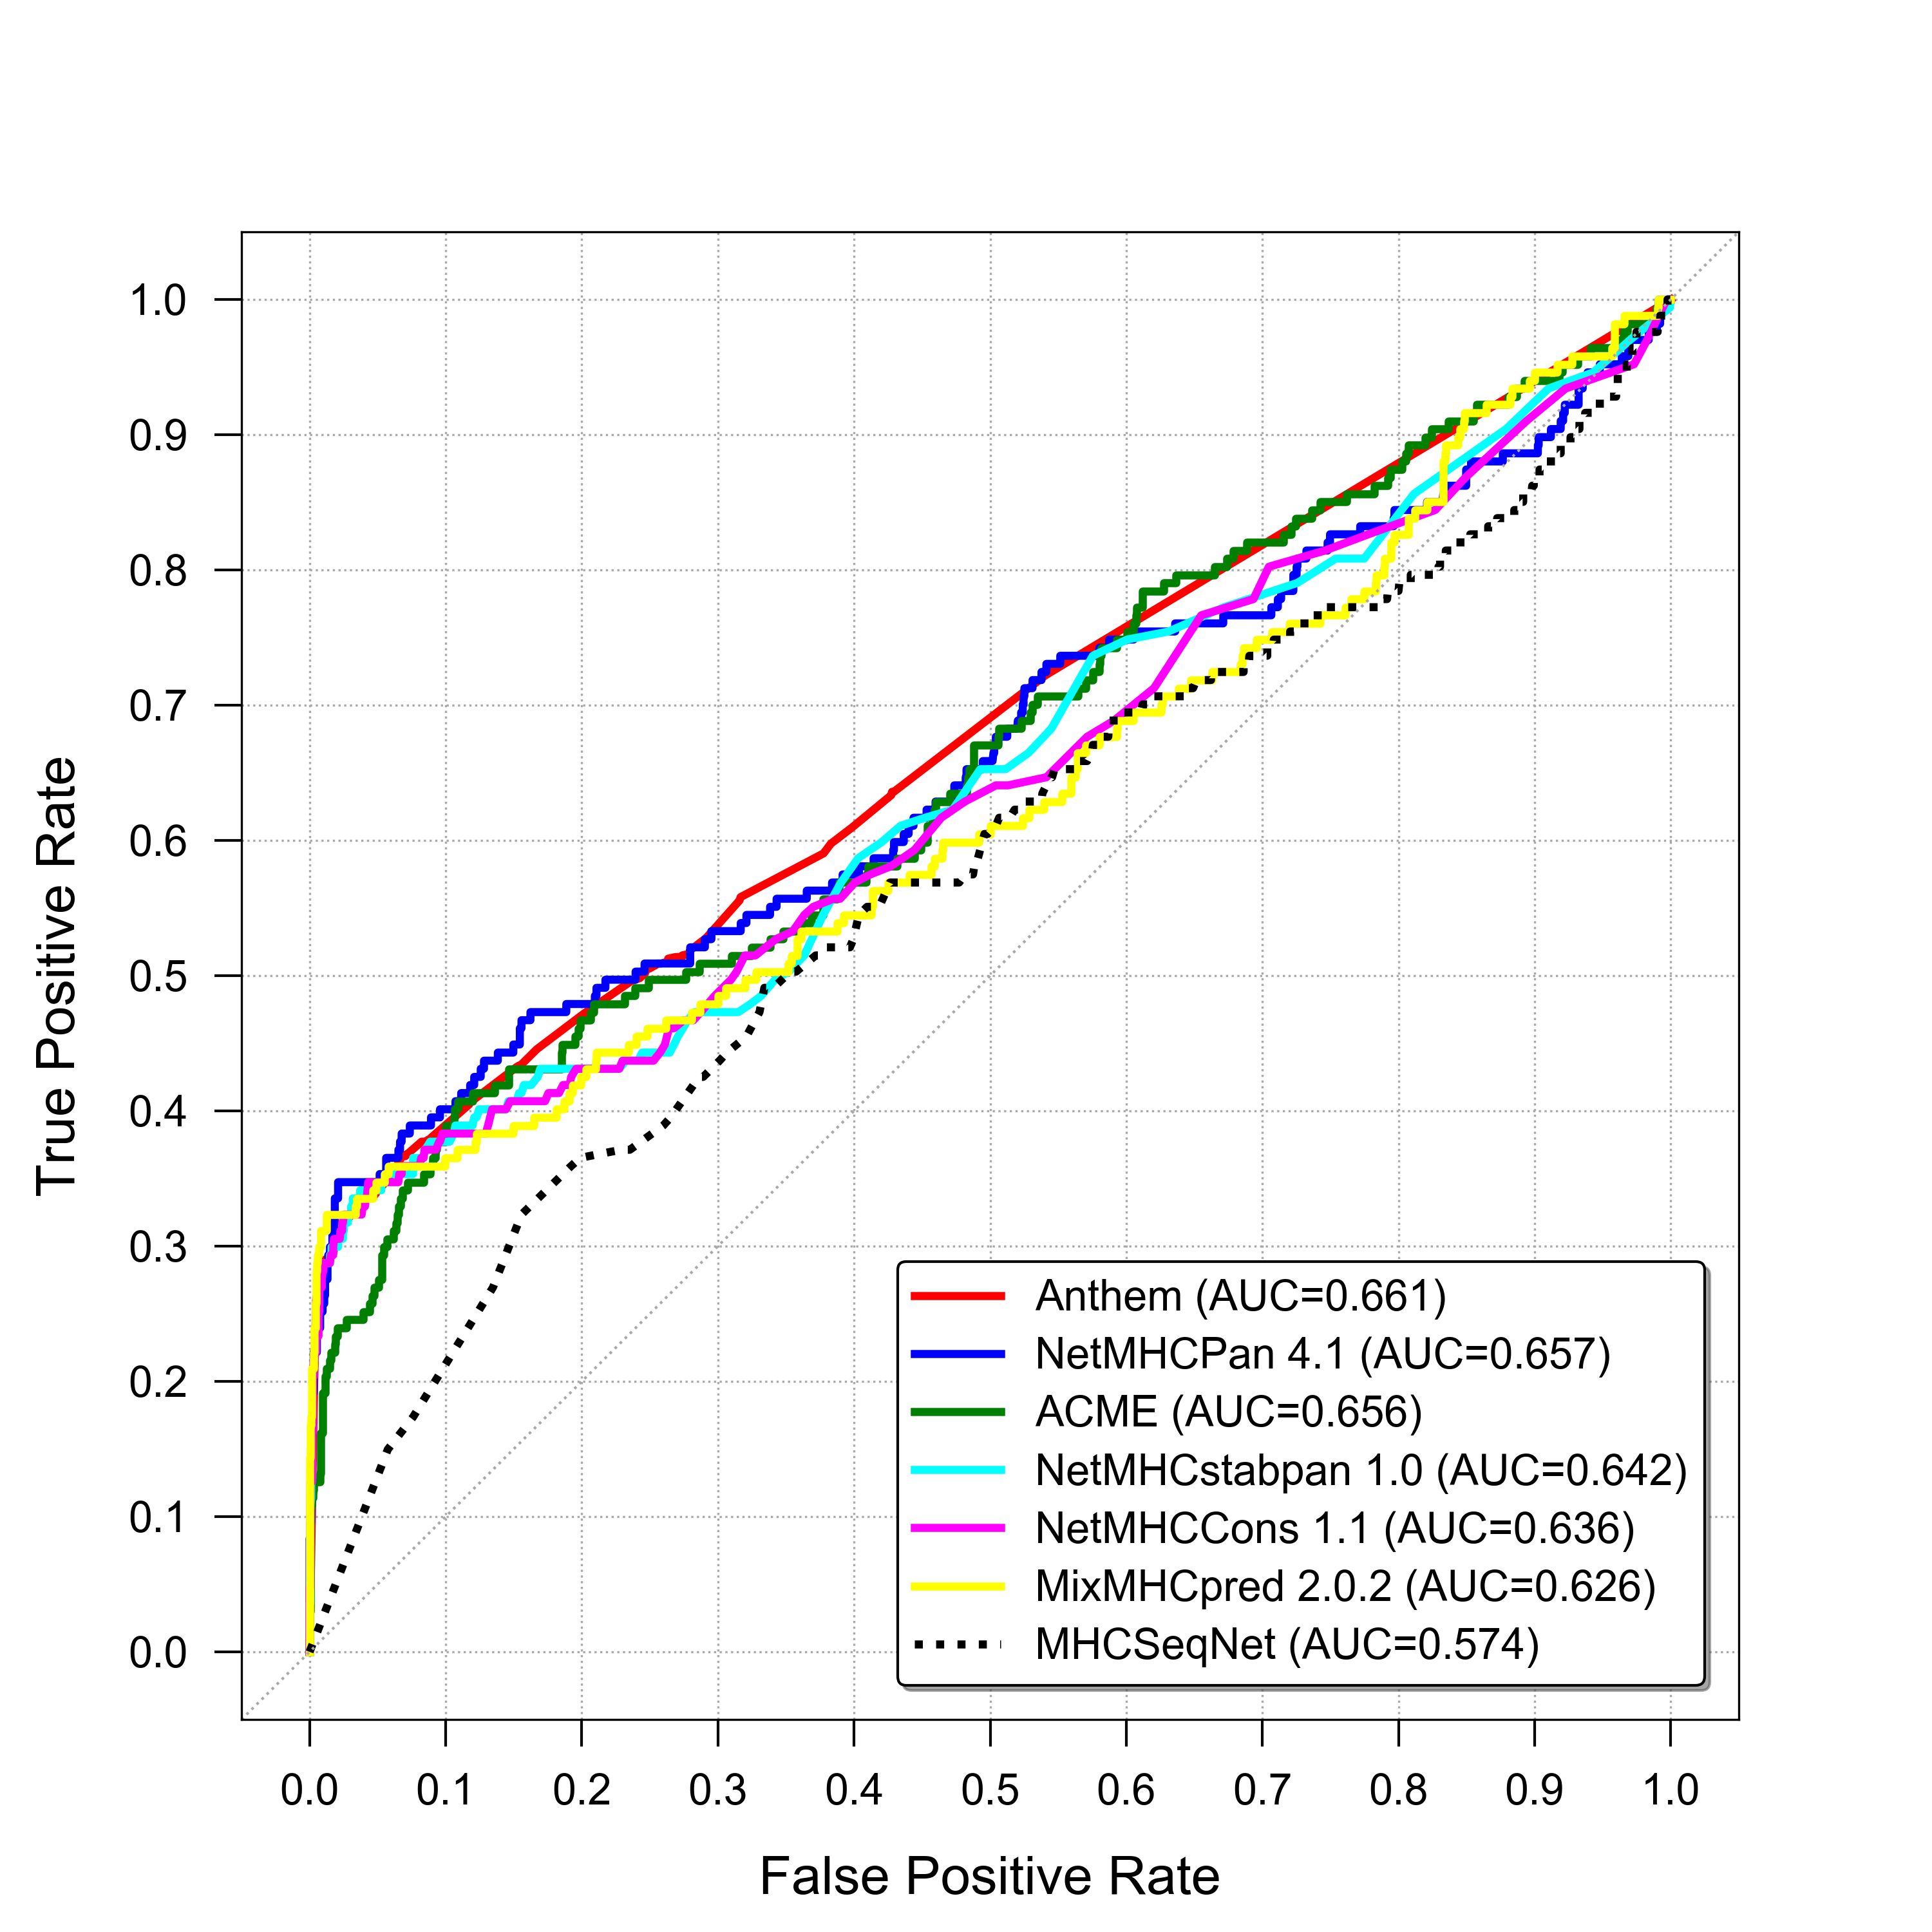 True Positive Rate
1.0
0.9
0.8
0.7
0.6
0.5
0.4
0.3
0.2
0.1
0.0
Anthem (AUC=0.661)
NetMHCPan 4.1 (AUC=0.657)
ACME (AUC=0.656)
NetMHCstabpan 1.0 (AUC=0.642)
NetMHCCons 1.1 (AUC=0.636)
MixMHCpred 2.0.2 (AUC=0.626)
MHCSeqNet (AUC=0.574)
0.0 0.1 0.2 0.3 0.4 0.5 0.6 0.7 0.8 0.9 1.0
False Positive Rate